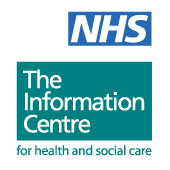 NHS
The
Information
Centre
for health and social care